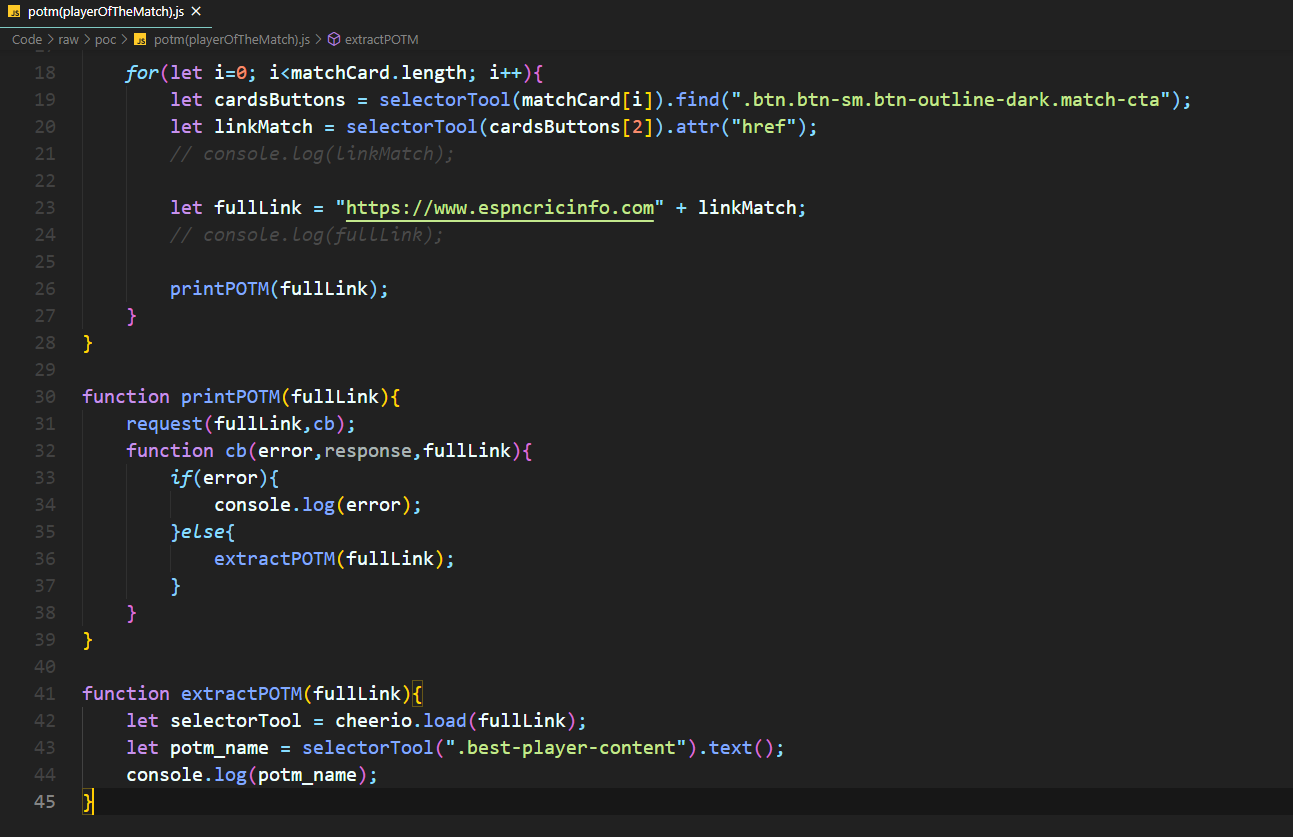 JS potm(playerOfTheMatch).js ×
Code > raw > poc > JS potm(playerOfTheMatch).js > extractPOTM
18     for(let i=0; i<matchCard.length; i++){
19         let cardsButtons = selectorTool(matchCard[i]).find(".btn.btn-sm.btn-outline-dark.match-cta");
20         let linkMatch = selectorTool(cardsButtons[2]).attr("href");
21         // console.log(linkMatch);
22
23         let fullLink = "https://www.espncricinfo.com" + linkMatch;
24         // console.log(fullLink);
25
26         printPOTM(fullLink);
27     }
28 }
29
30 function printPOTM(fullLink){
31     request(fullLink,cb);
32     function cb(error,response,fullLink){
33         if(error){
34             console.log(error);
35         }else{
36             extractPOTM(fullLink);
37         }
38     }
39 }
40
41 function extractPOTM(fullLink){
42     let selectorTool = cheerio.load(fullLink);
43     let potm_name = selectorTool(".best-player-content").text();
44     console.log(potm_name);
45 }